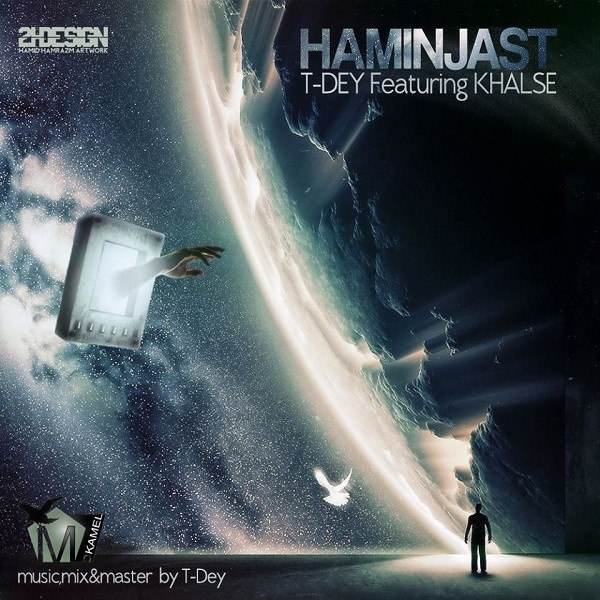 2HDESIGN
HAMID HAMRAZM ARTWORK
HAMINJAST
T-DEY Featuring KHALSE
M
KAMEL
music,mix&master by T-Dey